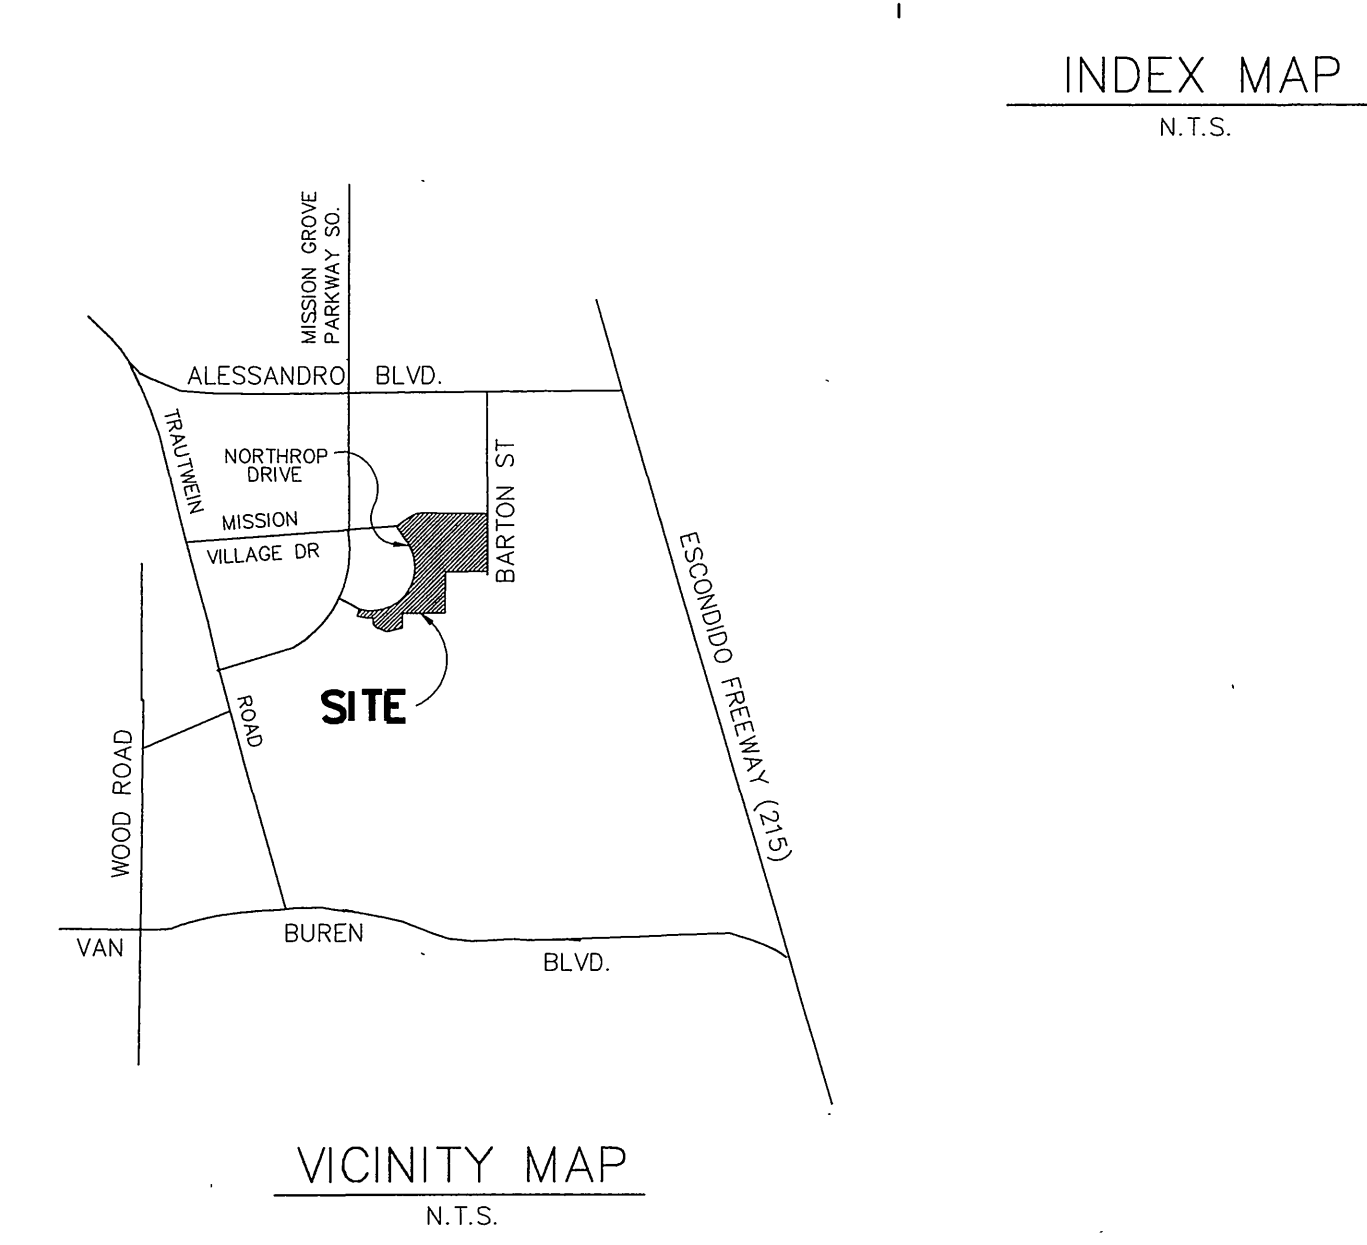 INDEX MAP
N.T.S.
MISSION GROVE
PARKWAY SO.
ALESSANDRO BLVD.
TRAUTWEIN
NORTHROP
DRIVE
BARTON ST
MISSION
VILLAGE DR
ESCONDIDO FREEWAY (215)
SITE
ROAD
WOOD ROAD
VAN
BUREN
BLVD.
VICINITY MAP
N.T.S.